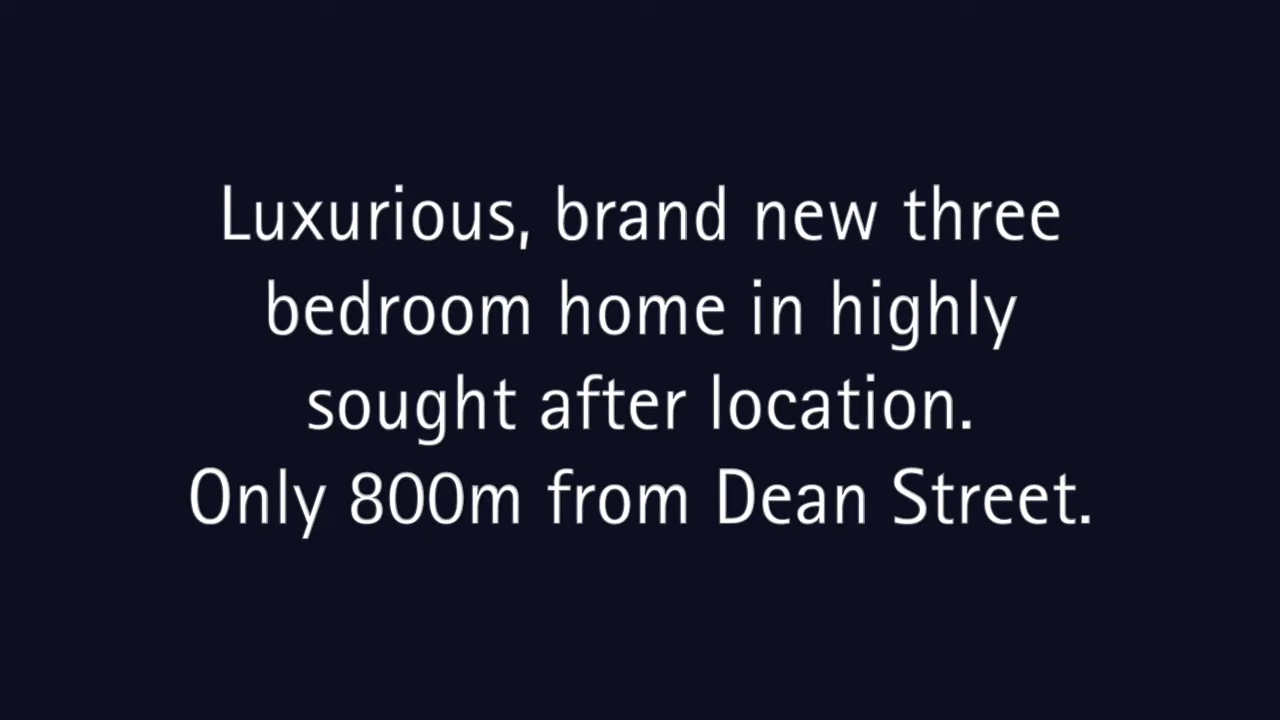 Luxurious, brand new three
bedroom home in highly
sought after location.
Only 800m from Dean Street.